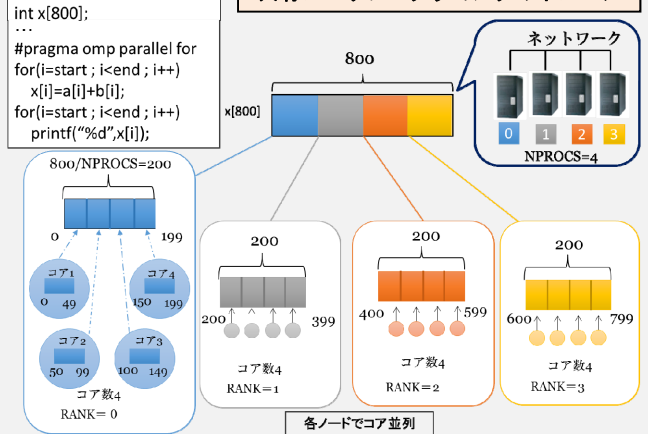 int x[800];
…
#pragma omp parallel for
for(i=start ; i<end ; i++)
x[i]=a[i]+b[i];
for(i=start ; i<end ; i++)
printf("%d",x[i]);
ネットワーク
0 1 2 3
NPROCS=4
800
x[800]
800/NPROCS=200
0 199
コア1
0 49
コア4
150 199
コア2
50 99
コア3
100 149
コア数4
RANK= 0
200
200 399
コア数4
RANK=1
200
400 599
コア数4
RANK=2
200
600 799
コア数4
RANK=3
各ノードでコア並列